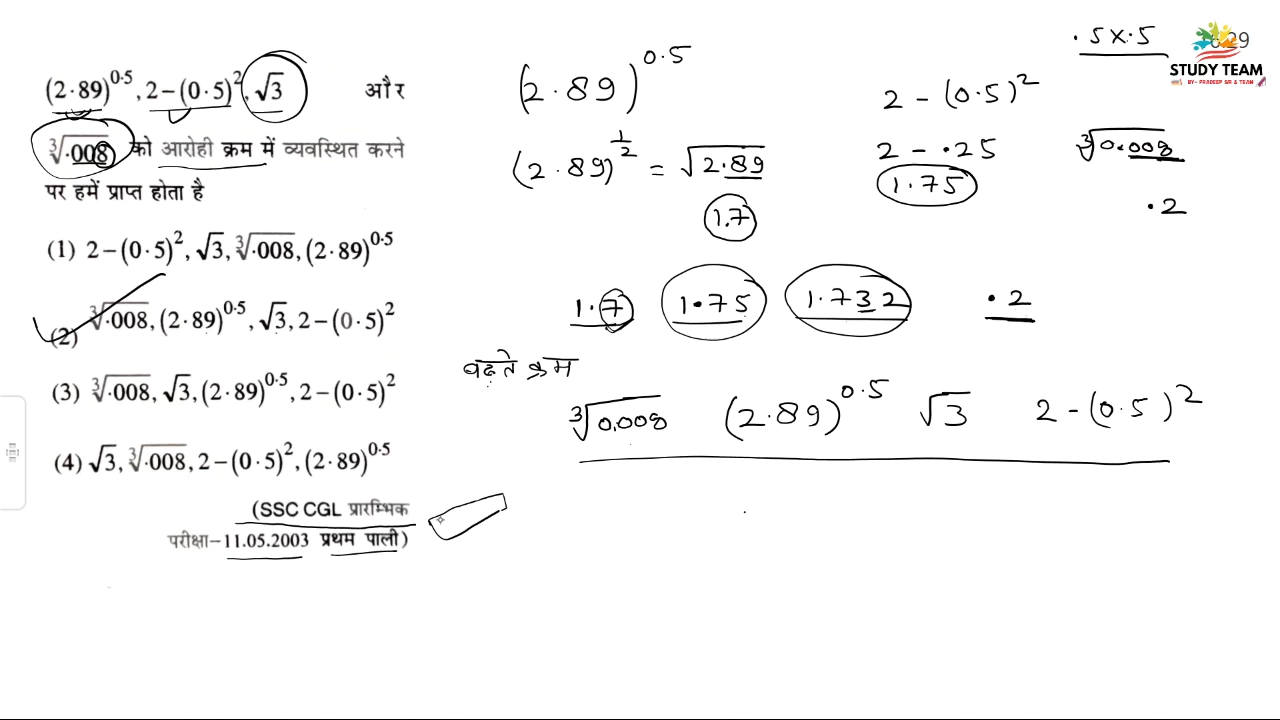 (2·89)^0·5, 2−(0·5)^2, √3 और
∛·008 को आरोही क्रम में व्यवस्थित करने
पर हमें प्राप्त होता है
(1) 2−(0·5)^2, √3, ∛·008, (2·89)^0·5
(2) ∛·008, (2·89)^0·5, √3, 2−(0·5)^2
(3) ∛·008, √3, (2·89)^0·5, 2−(0·5)^2
(4) √3, ∛·008, 2−(0·5)^2, (2·89)^0·5
(SSC CGL प्रारम्भिक
परीक्षा−11.05.2003 प्रथम पाली)
(2·89)^0·5
(2·89)^1/2 = √2·89
1.7
2 − (0·5)^2
2 − ·25
1.75
·5×·5
∛0.008
·2
1.7 1.75 1.732 ·2
बढ़ते क्रम
∛0.008 (2·89)^0·5 √3 2−(0·5)^2
STUDY TEAM
BY- PRADEEP SIR & TEAM